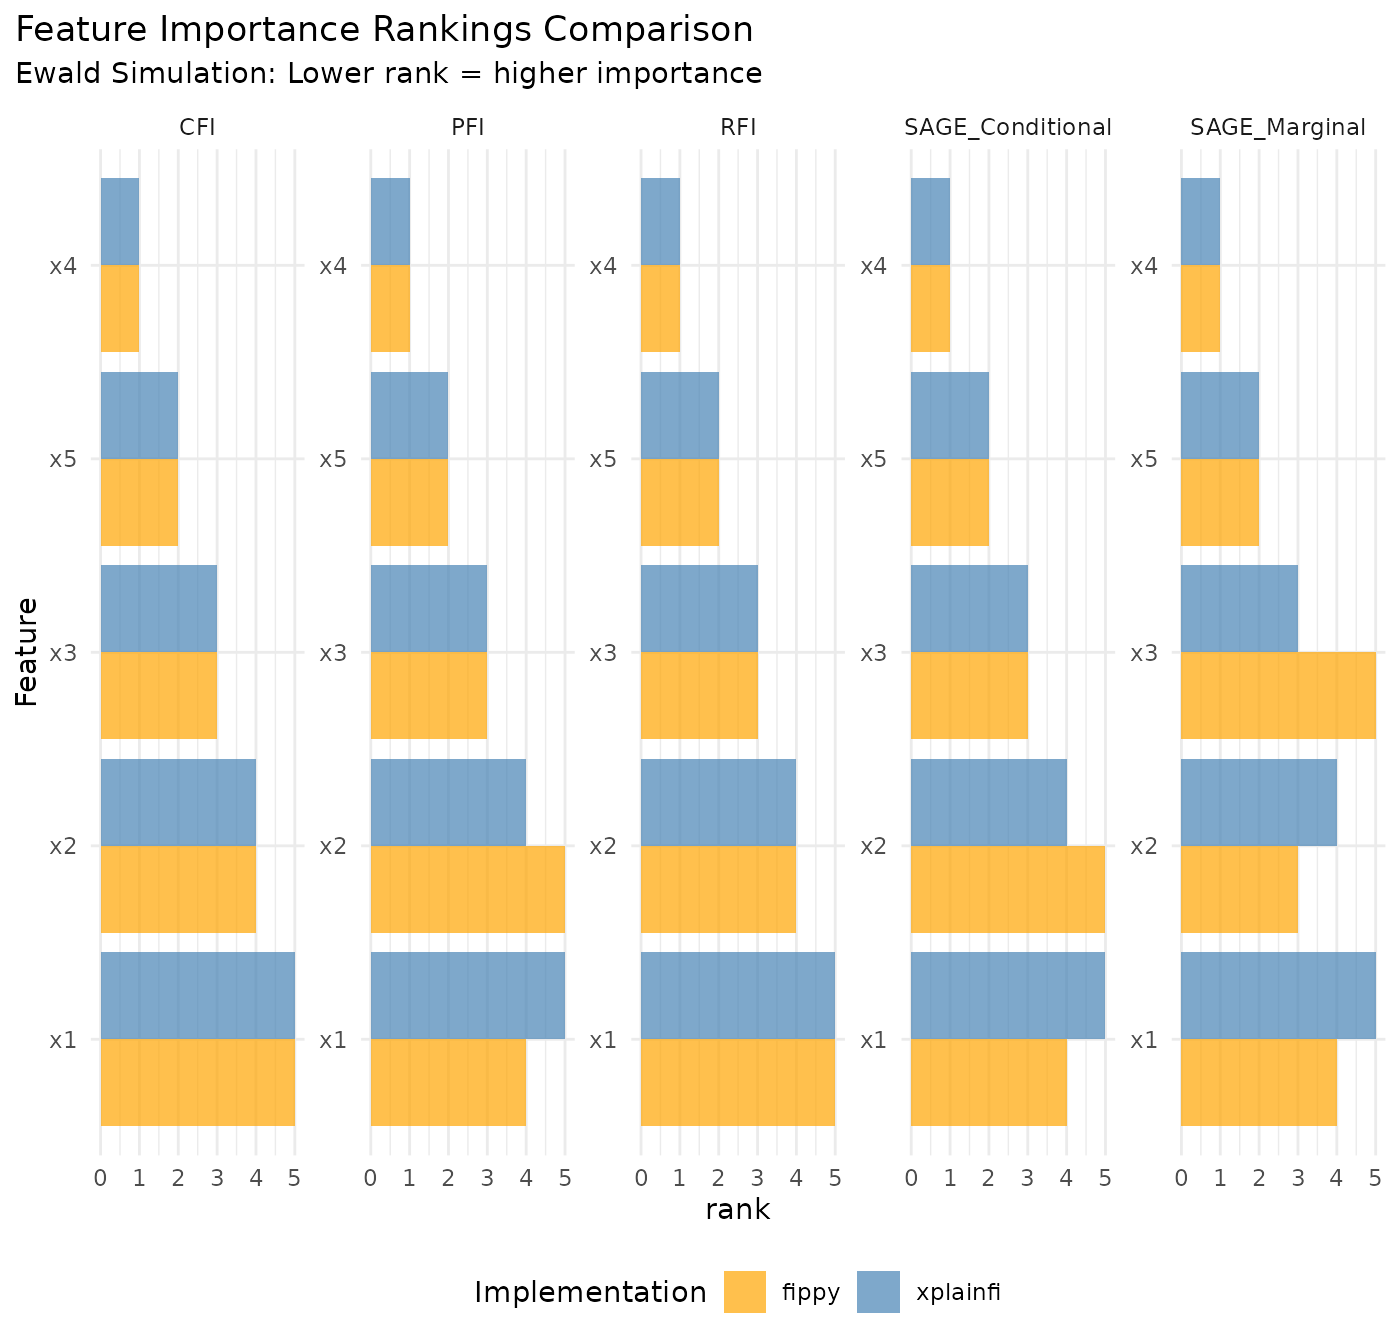 Feature Importance Rankings Comparison
Ewald Simulation: Lower rank = higher importance
CFI PFI RFI SAGE_Conditional SAGE_Marginal
x4 x4 x4 x4 x4
x5 x5 x5 x5 x5
x3 x3 x3 x3 x3
x2 x2 x2 x2 x2
x1 x1 x1 x1 x1
Feature
0 1 2 3 4 5 0 1 2 3 4 5 0 1 2 3 4 5 0 1 2 3 4 5 0 1 2 3 4 5
rank
Implementation fippy xplainfi